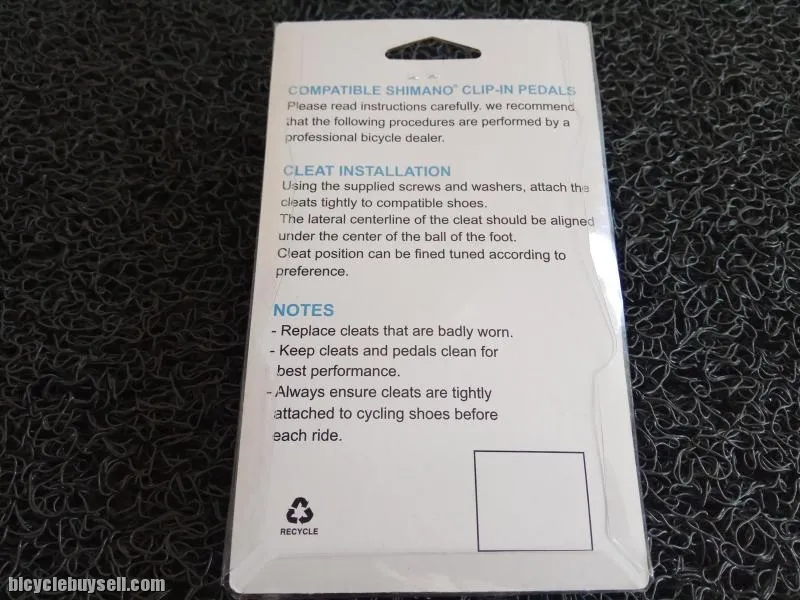 COMPATIBLE SHIMANO® CLIP-IN PEDALS
Please read instructions carefully, we recommend
that the following procedures are performed by a
professional bicycle dealer.
CLEAT INSTALLATION
Using the supplied screws and washers, attach the
cleats tightly to compatible shoes.
The lateral centerline of the cleat should be aligned
under the center of the ball of the foot.
Cleat position can be fined tuned according to
preference.
NOTES
- Replace cleats that are badly worn.
- Keep cleats and pedals clean for
best performance.
- Always ensure cleats are tightly
attached to cycling shoes before
each ride.
RECYCLE
bicyclebuysell.com